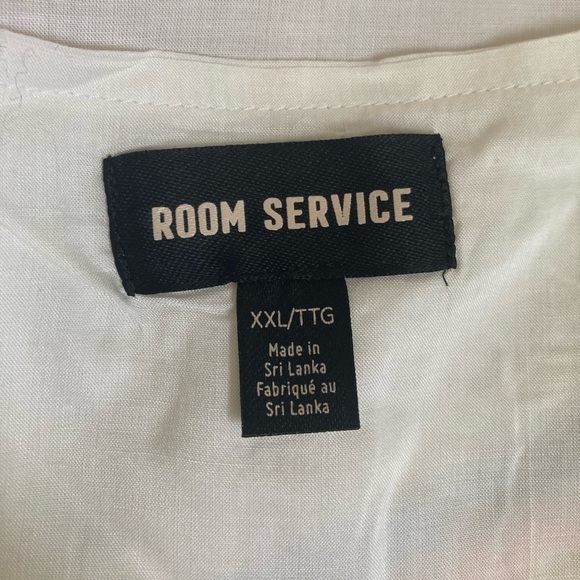 ROOM SERVICE
XXL/TTG
Made in
Sri Lanka
Fabriqué au
Sri Lanka